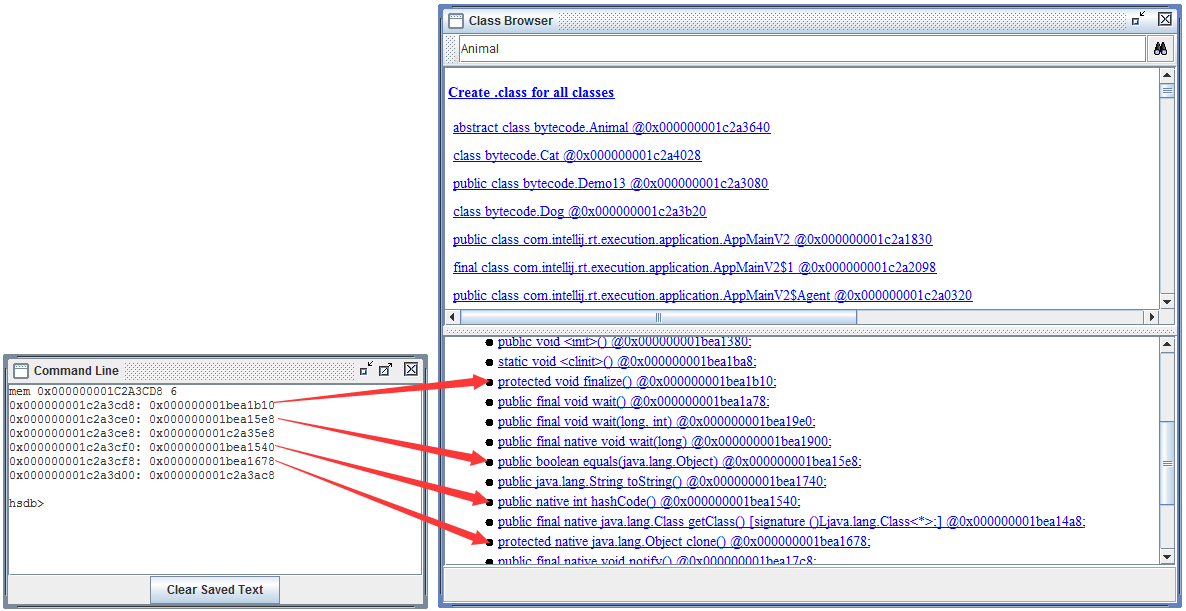 Class Browser
Animal
Create .class for all classes
abstract class bytecode.Animal @0x000000001c2a3640
class bytecode.Cat @0x000000001c2a4028
public class bytecode.Demo13 @0x000000001c2a3080
class bytecode.Dog @0x000000001c2a3b20
public class com.intellij.rt.execution.application.AppMainV2 @0x000000001c2a1830
final class com.intellij.rt.execution.application.AppMainV2$1 @0x000000001c2a2098
public class com.intellij.rt.execution.application.AppMainV2$Agent @0x000000001c2a0320
public void <init>() @0x000000001bea1380;
static void <clinit>() @0x000000001bea1ba8;
protected void finalize() @0x000000001bea1b10;
public final void wait() @0x000000001bea1a78;
public final void wait(long, int) @0x000000001bea19e0;
public final native void wait(long) @0x000000001bea1900;
public boolean equals(java.lang.Object) @0x000000001bea15e8;
public java.lang.String toString() @0x000000001bea1740;
public native int hashCode() @0x000000001bea1540;
public final native java.lang.Class getClass() [signature ()Ljava.lang.Class<*>;] @0x000000001bea14a8;
protected native java.lang.Object clone() @0x000000001bea1678;
public final native void notify() @0x000000001bea17c8;
Command Line
mem 0x000000001C2A3CD8 6
0x000000001c2a3cd8: 0x000000001bea1b10
0x000000001c2a3ce0: 0x000000001bea15e8
0x000000001c2a3ce8: 0x000000001c2a35e8
0x000000001c2a3cf0: 0x000000001bea1540
0x000000001c2a3cf8: 0x000000001bea1678
0x000000001c2a3d00: 0x000000001c2a3ac8
hsdb>
Clear Saved Text